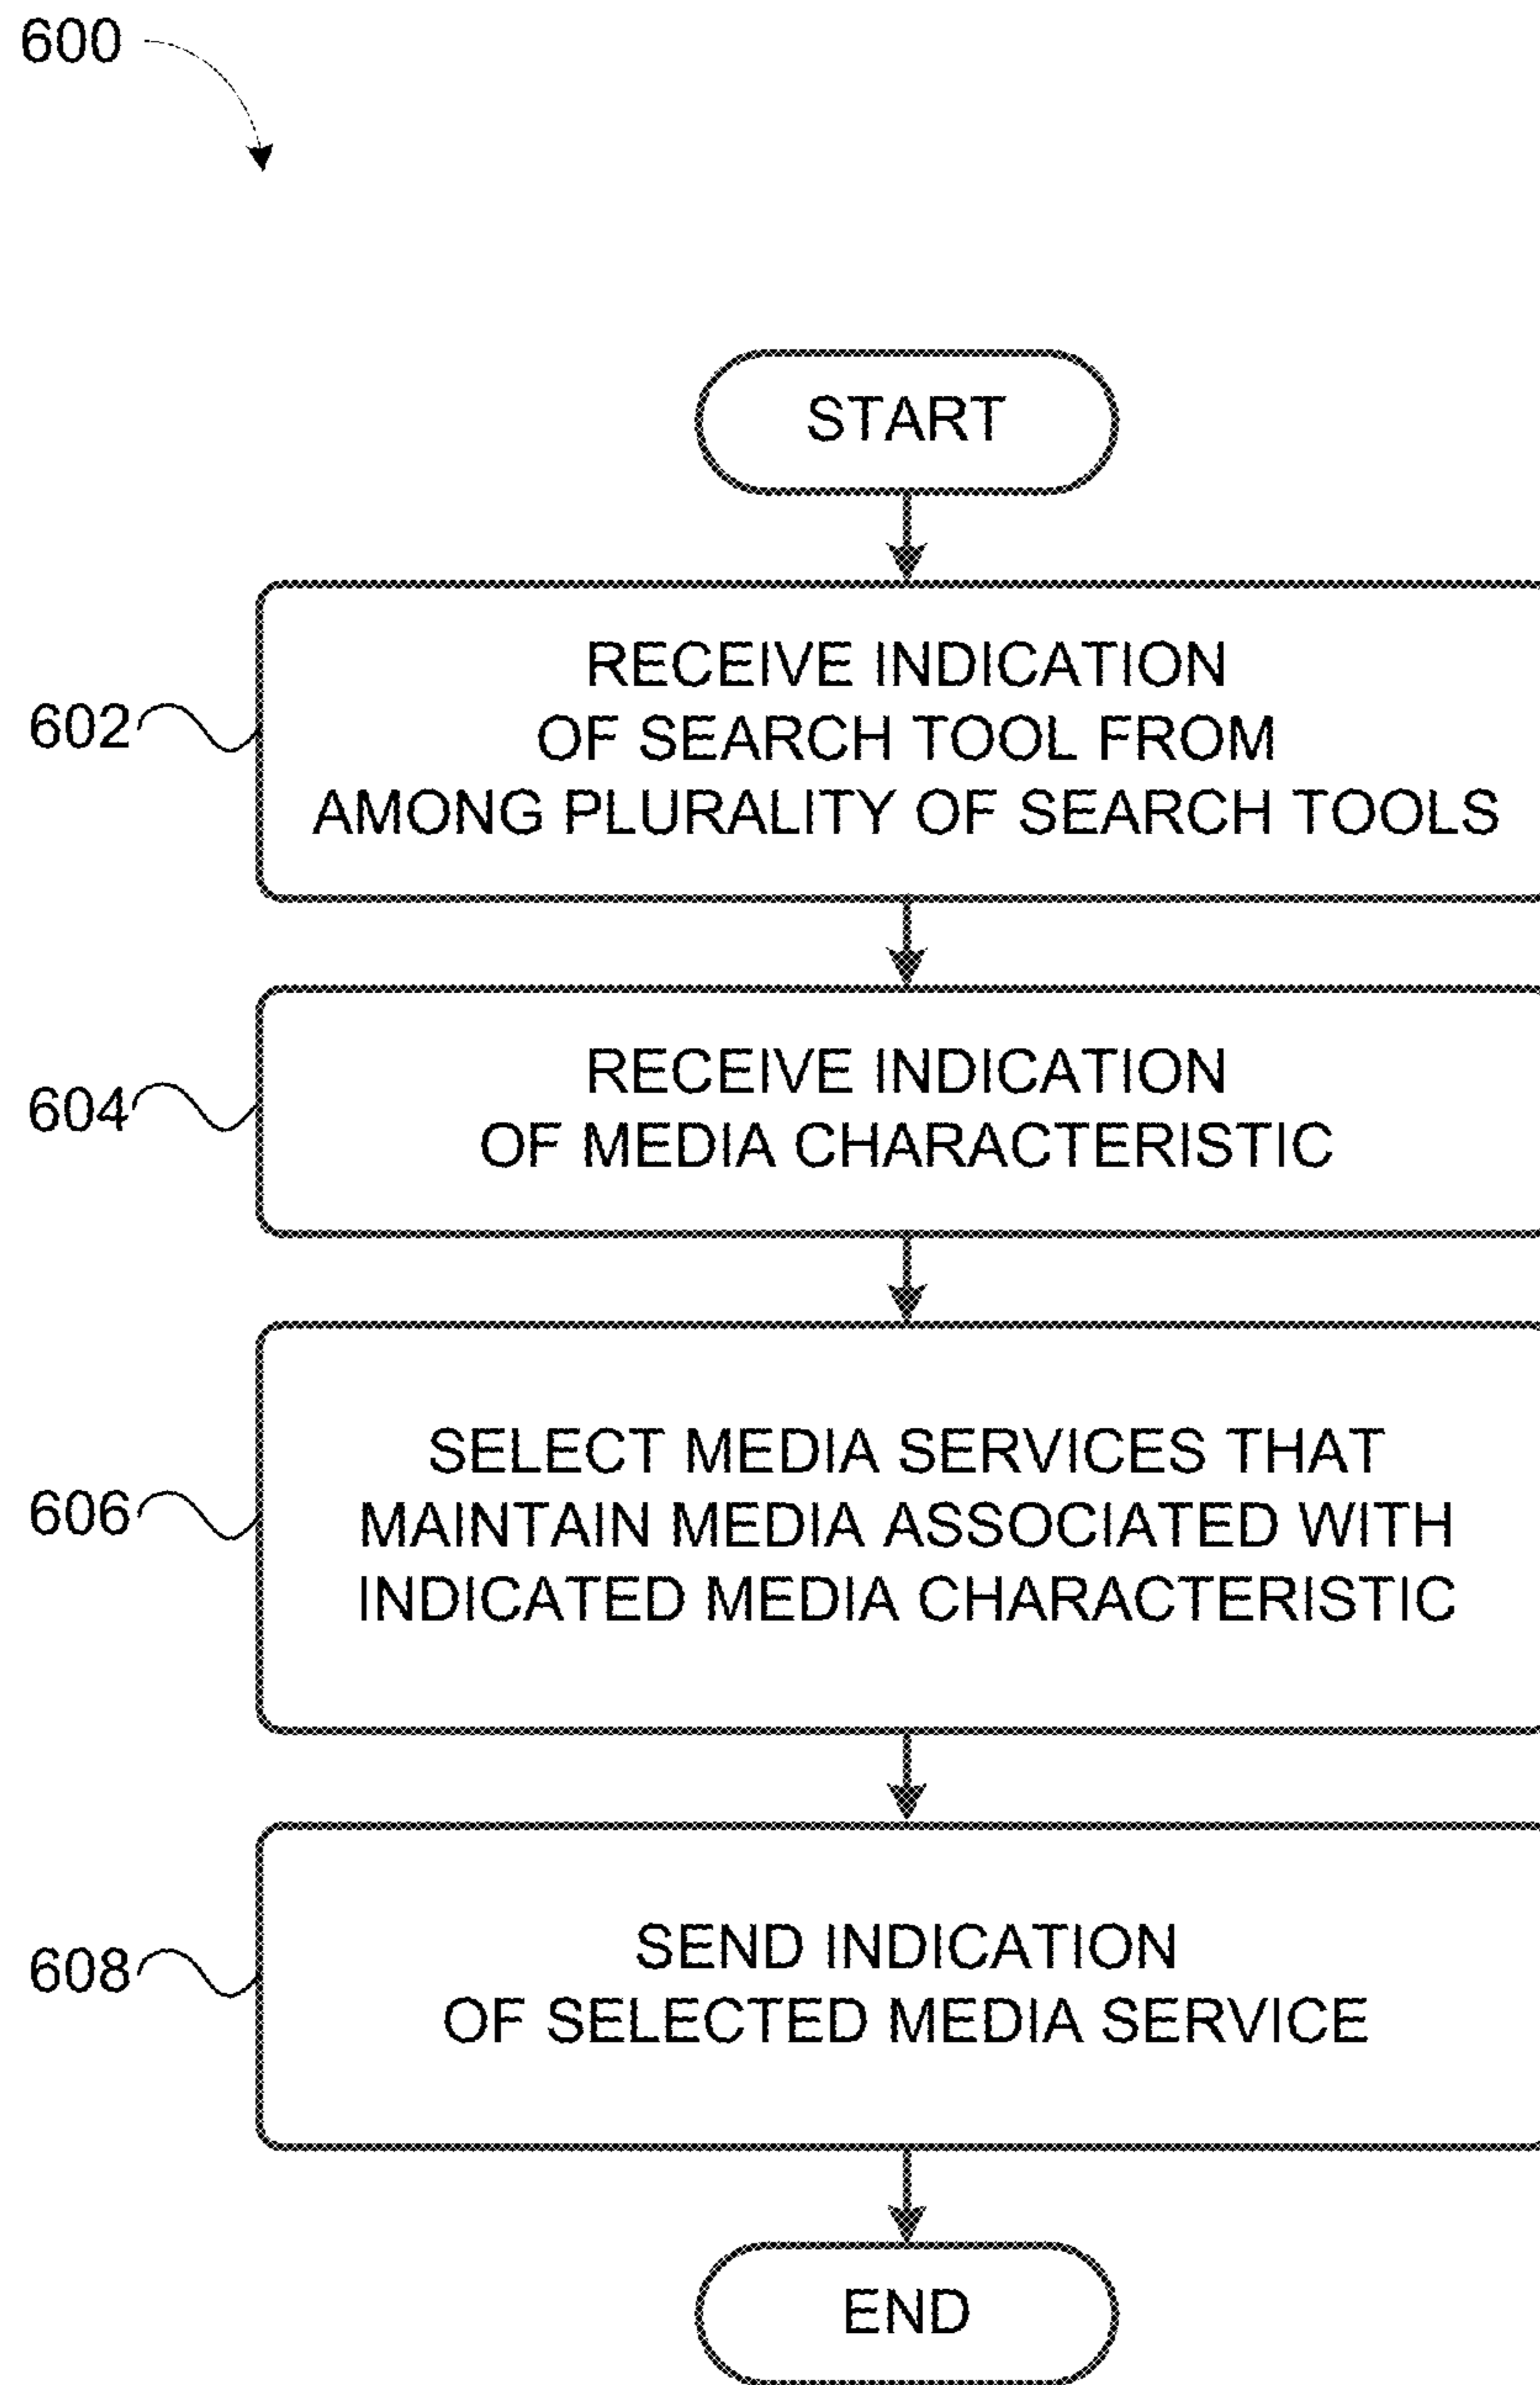 600
START
602
RECEIVE INDICATION
OF SEARCH TOOL FROM
AMONG PLURALITY OF SEARCH TOOLS
604
RECEIVE INDICATION
OF MEDIA CHARACTERISTIC
606
SELECT MEDIA SERVICES THAT
MAINTAIN MEDIA ASSOCIATED WITH
INDICATED MEDIA CHARACTERISTIC
608
SEND INDICATION
OF SELECTED MEDIA SERVICE
END